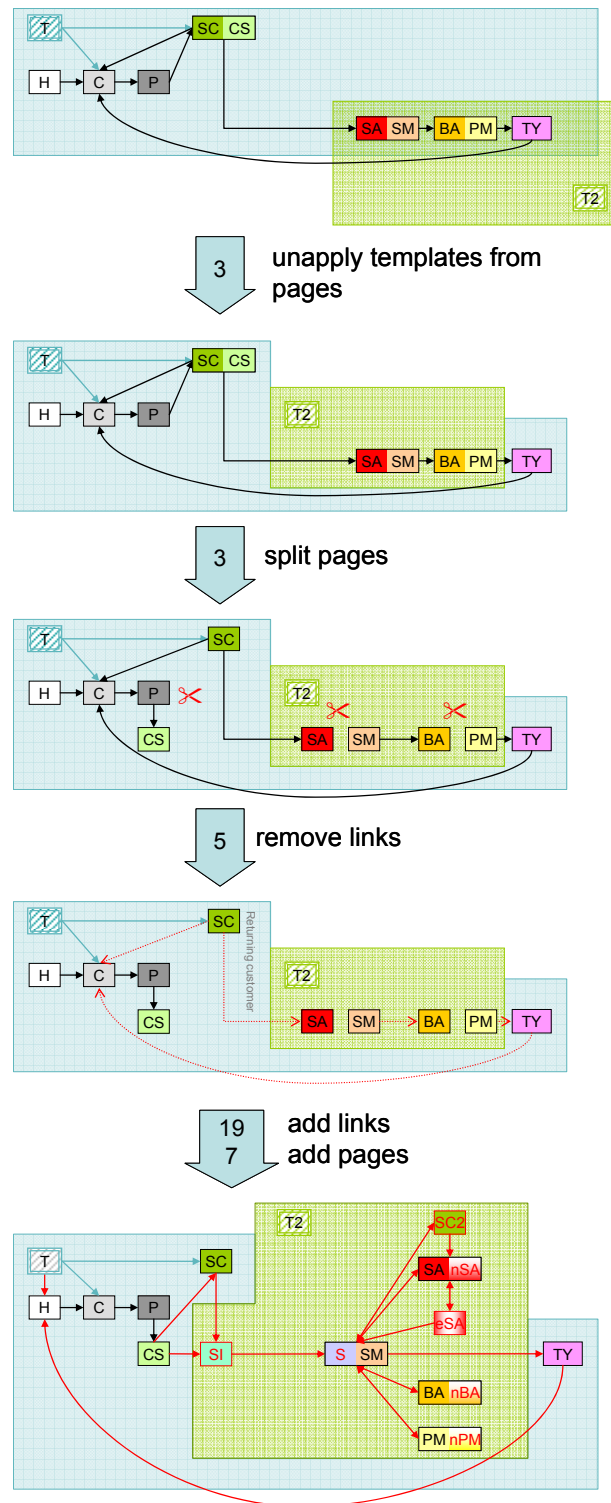 T
SC CS
H C P
SA SM BA PM TY
T2
3
unapply templates from
pages
T
SC CS
H C P
T2
SA SM BA PM TY
3
split pages
T
SC
H C P
T2
CS
SA SM BA PM TY
5
remove links
T
SC
Returning customer
H C P
T2
CS
SA SM BA PM TY
19
7
add links
add pages
T2
SC2
T
SC
SA nSA
H C P
eSA
CS SI S SM TY
BA nBA
PM nPM